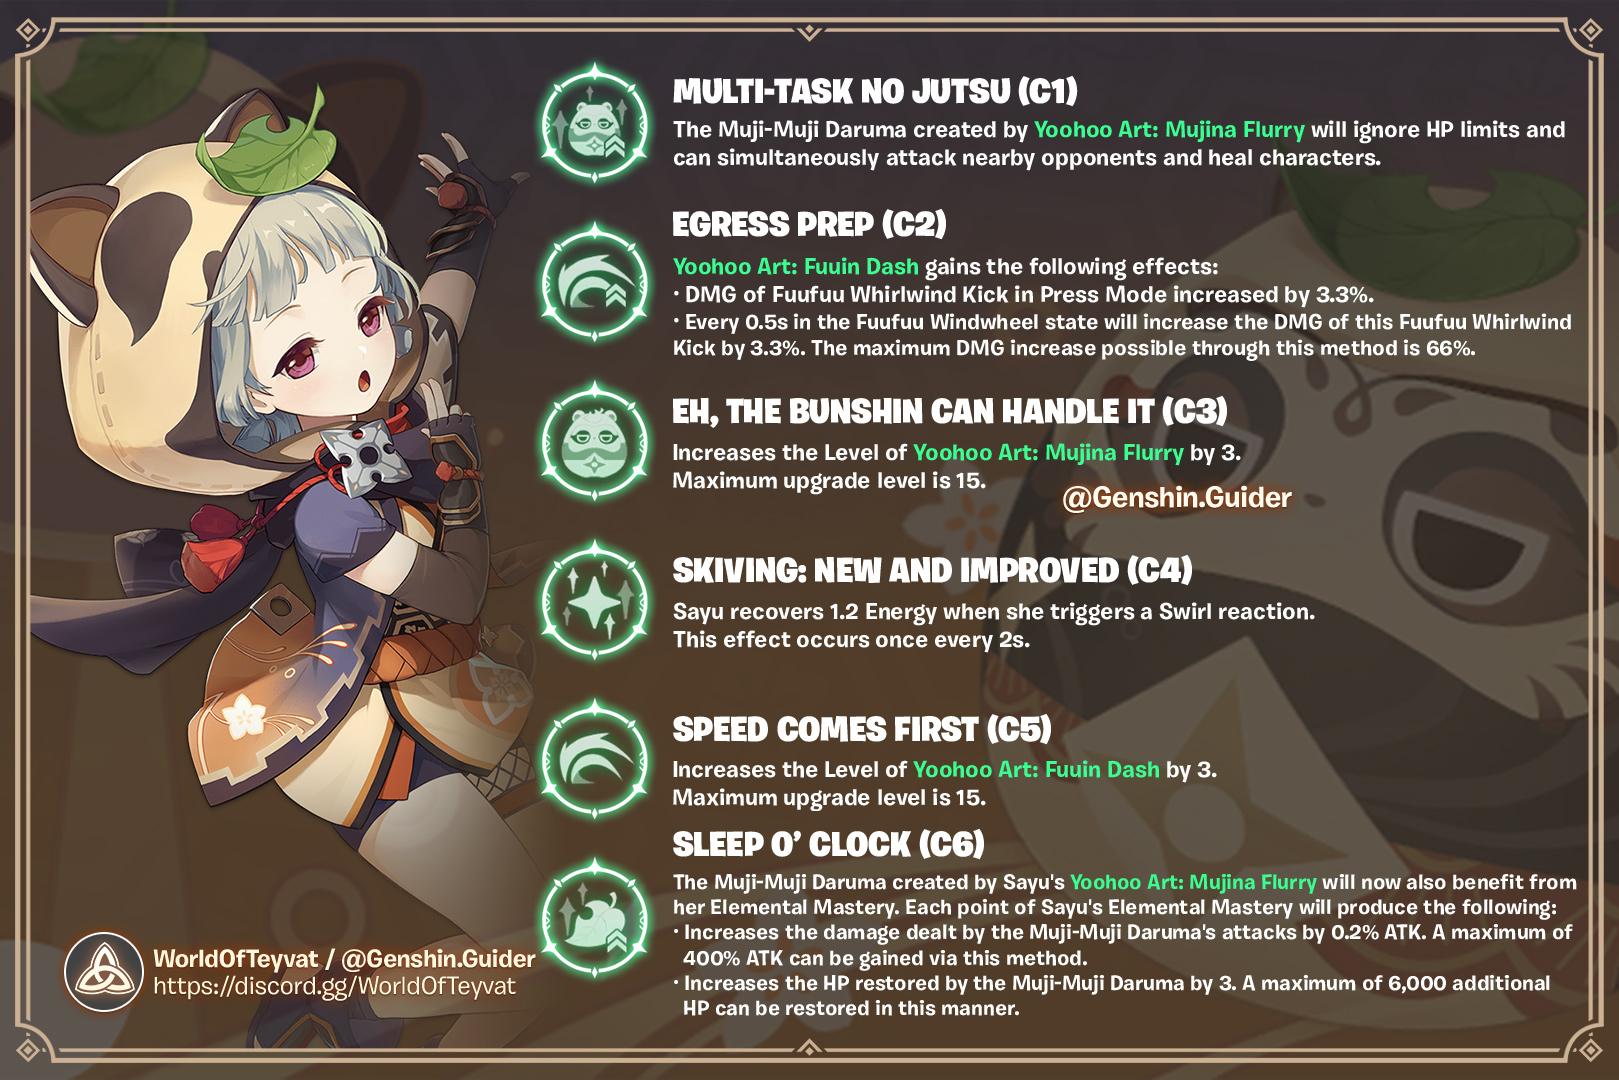 MULTI-TASK NO JUTSU (C1)
The Muji-Muji Daruma created by Yoohoo Art: Mujina Flurry will ignore HP limits and
can simultaneously attack nearby opponents and heal characters.
EGRESS PREP (C2)
Yoohoo Art: Fuuin Dash gains the following effects:
• DMG of Fuufuu Whirlwind Kick in Press Mode increased by 3.3%.
• Every 0.5s in the Fuufuu Windwheel state will increase the DMG of this Fuufuu Whirlwind
Kick by 3.3%. The maximum DMG increase possible through this method is 66%.
EH, THE BUNSHIN CAN HANDLE IT (C3)
Increases the Level of Yoohoo Art: Mujina Flurry by 3.
Maximum upgrade level is 15.
@Genshin.Guider
SKIVING: NEW AND IMPROVED (C4)
Sayu recovers 1.2 Energy when she triggers a Swirl reaction.
This effect occurs once every 2s.
SPEED COMES FIRST (C5)
Increases the Level of Yoohoo Art: Fuuin Dash by 3.
Maximum upgrade level is 15.
SLEEP O' CLOCK (C6)
The Muji-Muji Daruma created by Sayu's Yoohoo Art: Mujina Flurry will now also benefit from
her Elemental Mastery. Each point of Sayu's Elemental Mastery will produce the following:
• Increases the damage dealt by the Muji-Muji Daruma's attacks by 0.2% ATK. A maximum of
400% ATK can be gained via this method.
• Increases the HP restored by the Muji-Muji Daruma by 3. A maximum of 6,000 additional
HP can be restored in this manner.
WorldOfTeyvat / @Genshin.Guider
https://discord.gg/WorldOfTeyvat